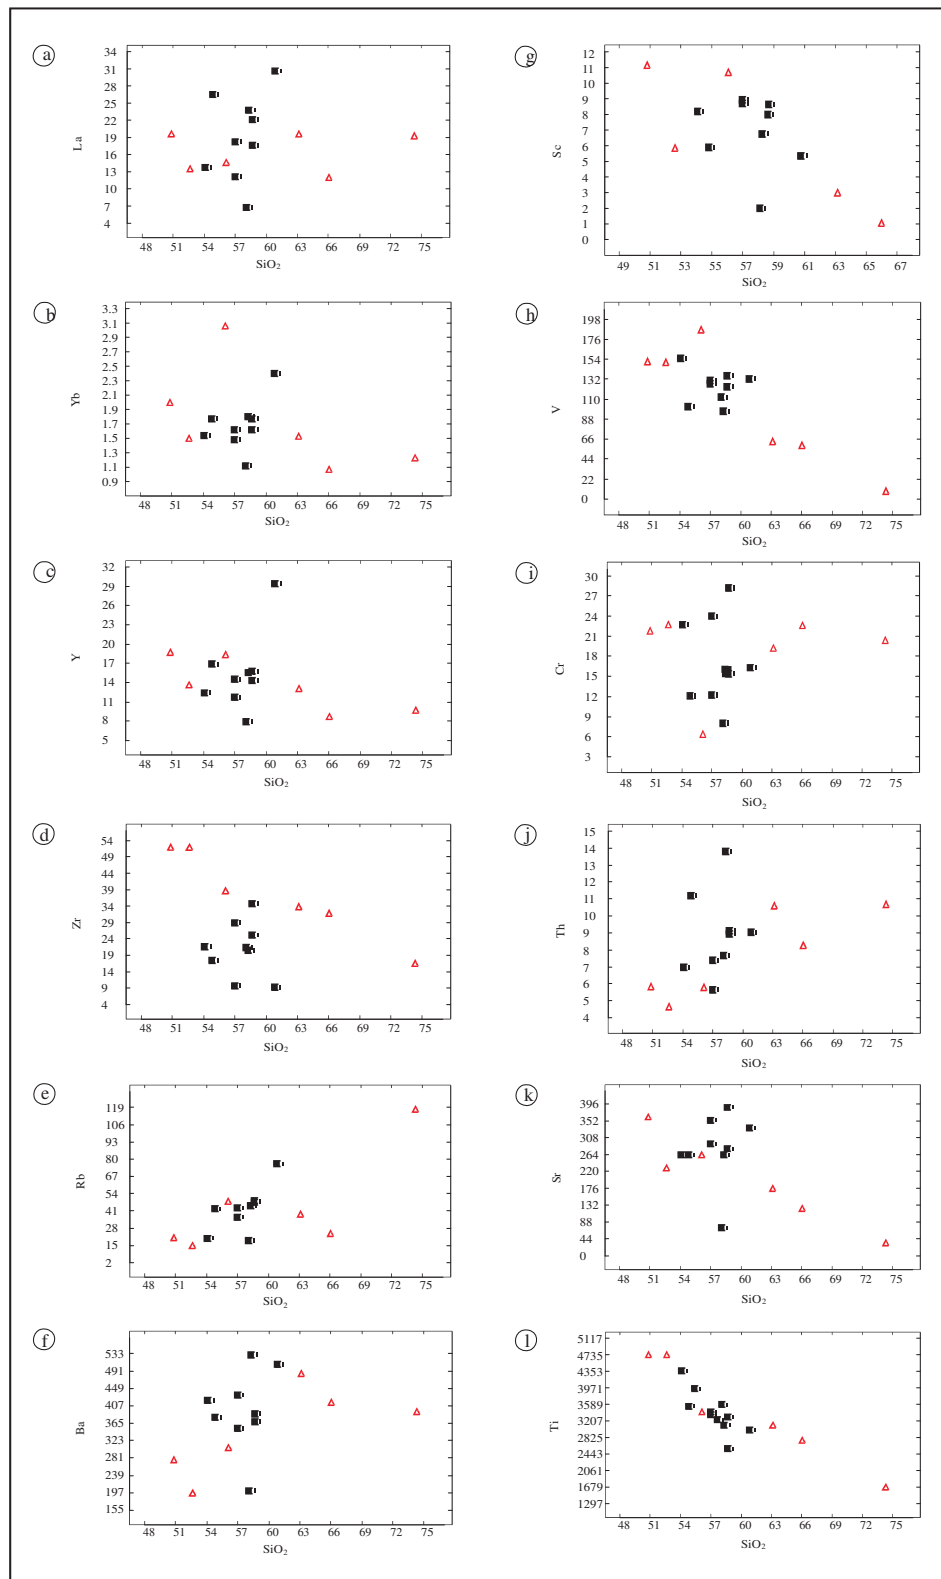 a
La
34
31
28
25
22
19
16
13
10
7
4
48 51 54 57 60 63 66 69 72 75
SiO₂
b
Yb
3.3
3.1
2.9
2.7
2.5
2.3
2.1
1.9
1.7
1.5
1.3
1.1
0.9
48 51 54 57 60 63 66 69 72 75
SiO₂
c
Y
32
29
26
23
20
17
14
11
8
5
48 51 54 57 60 63 66 69 72 75
SiO₂
d
Zr
54
49
44
39
34
29
24
19
14
9
4
48 51 54 57 60 63 66 69 72 75
SiO₂
e
Rb
119
106
93
80
67
54
41
28
15
2
48 51 54 57 60 63 66 69 72 75
SiO₂
f
Ba
533
491
449
407
365
323
281
239
197
155
48 51 54 57 60 63 66 69 72 75
SiO₂
g
Sc
12
11
10
9
8
7
6
5
4
3
2
1
0
49 51 53 55 57 59 61 63 65 67
SiO₂
h
V
198
176
154
132
110
88
66
44
22
0
48 51 54 57 60 63 66 69 72 75
SiO₂
i
Cr
30
27
24
21
18
15
12
9
6
3
48 51 54 57 60 63 66 69 72 75
SiO₂
j
Th
15
14
13
12
11
10
9
8
7
6
5
4
48 51 54 57 60 63 66 69 72 75
SiO₂
k
Sr
396
352
308
264
220
176
132
88
44
0
48 51 54 57 60 63 66 69 72 75
SiO₂
l
Ti
5117
4735
4353
3971
3589
3207
2825
2443
2061
1679
1297
48 51 54 57 60 63 66 69 72 75
SiO₂